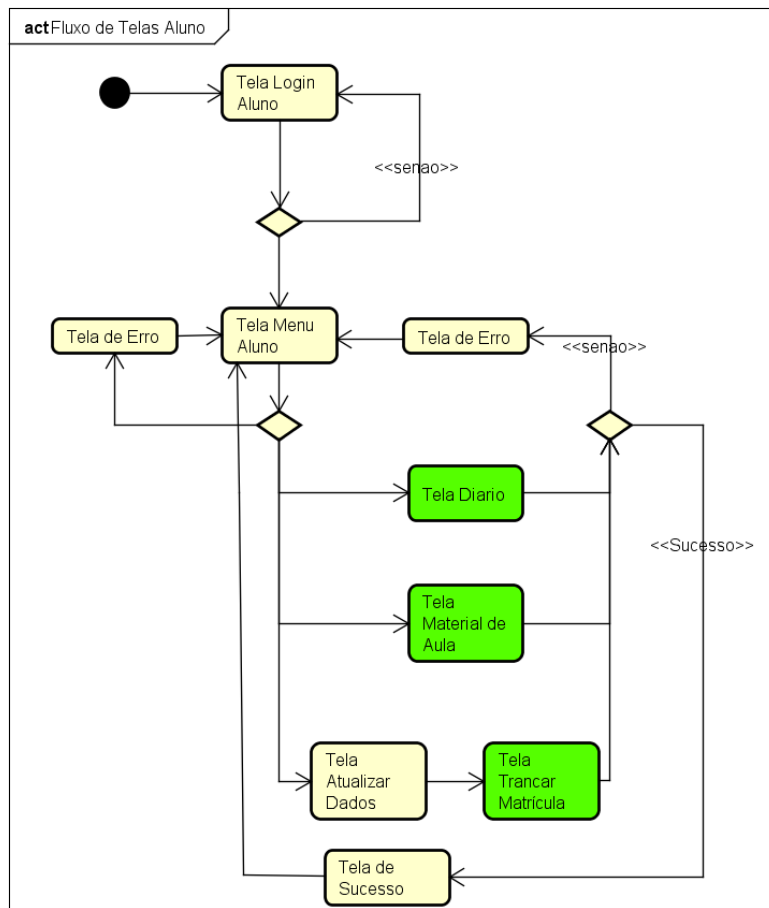 act Fluxo de Telas Aluno
Tela Login
Aluno
<<senao>>
Tela de Erro
Tela Menu
Aluno
Tela de Erro
<<senao>>
Tela Diario
<<Sucesso>>
Tela
Material de
Aula
Tela
Atualizar
Dados
Tela
Trancar
Matrícula
Tela de
Sucesso